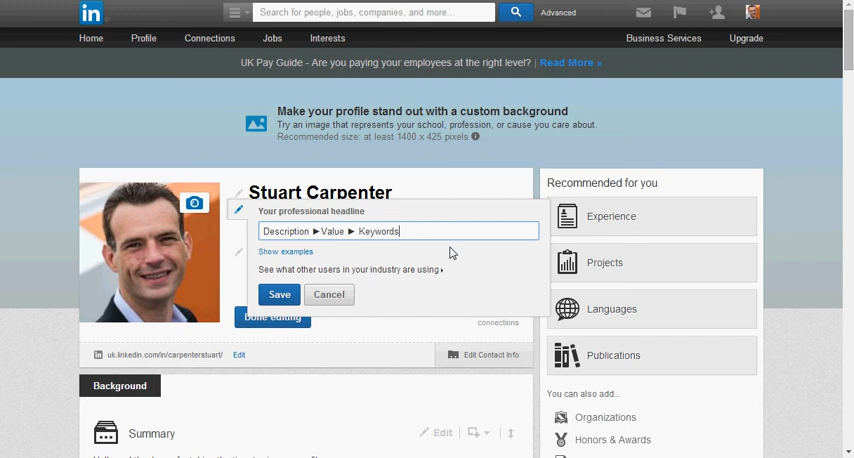 in
Search for people, jobs, companies, and more...
Advanced
Home Profile Connections Jobs Interests Business Services Upgrade
UK Pay Guide - Are you paying your employees at the right level? | Read More »
Make your profile stand out with a custom background
Try an image that represents your school, profession, or cause you care about.
Recommended size: at least 1400 x 425 pixels
Stuart Carpenter
Your professional headline
Description ►Value ► Keywords
Show examples
See what other users in your industry are using
Save Cancel
Done editing
connections
in uk.linkedin.com/in/carpenterstuart/ Edit
Edit Contact Info
Background
Summary
Edit
Recommended for you
Experience
Projects
Languages
Publications
You can also add...
Organizations
Honors & Awards